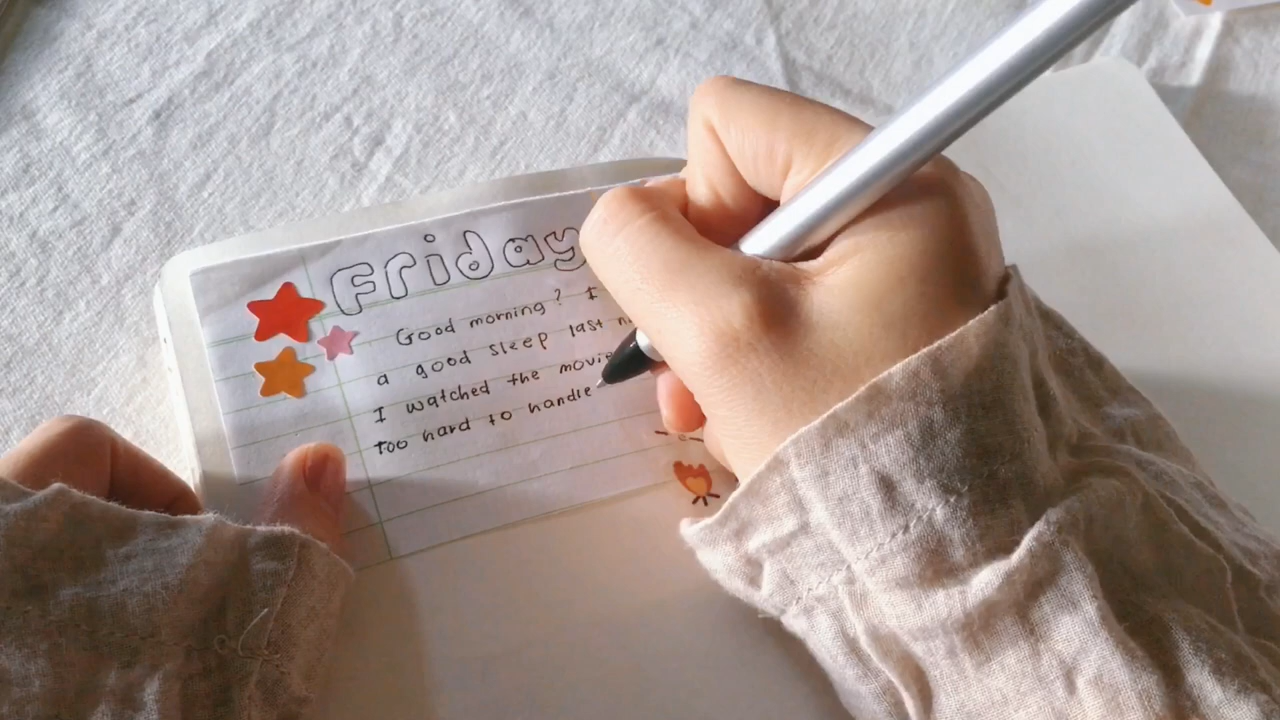 Friday
Good morning? I
a good sleep last
I watched the movie
too hard to handle